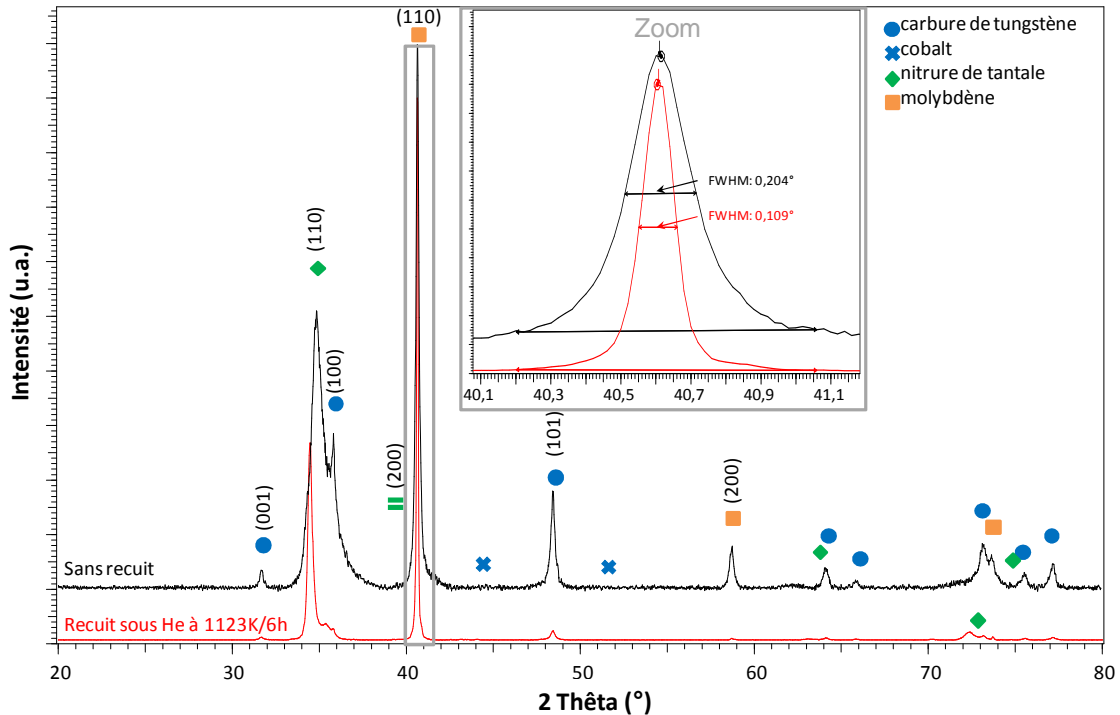 (110)
Zoom
carbure de tungstène
cobalt
nitrure de tantale
molybdène
FWHM: 0,204°
FWHM: 0,109°
40,1 40,3 40,5 40,7 40,9 41,1
(110)
(100)
(200)
(101)
(200)
(001)
Sans recuit
Recuit sous He à 1123K/6h
Intensité (u.a.)
20 30 40 50 60 70 80
2 Thêta (°)